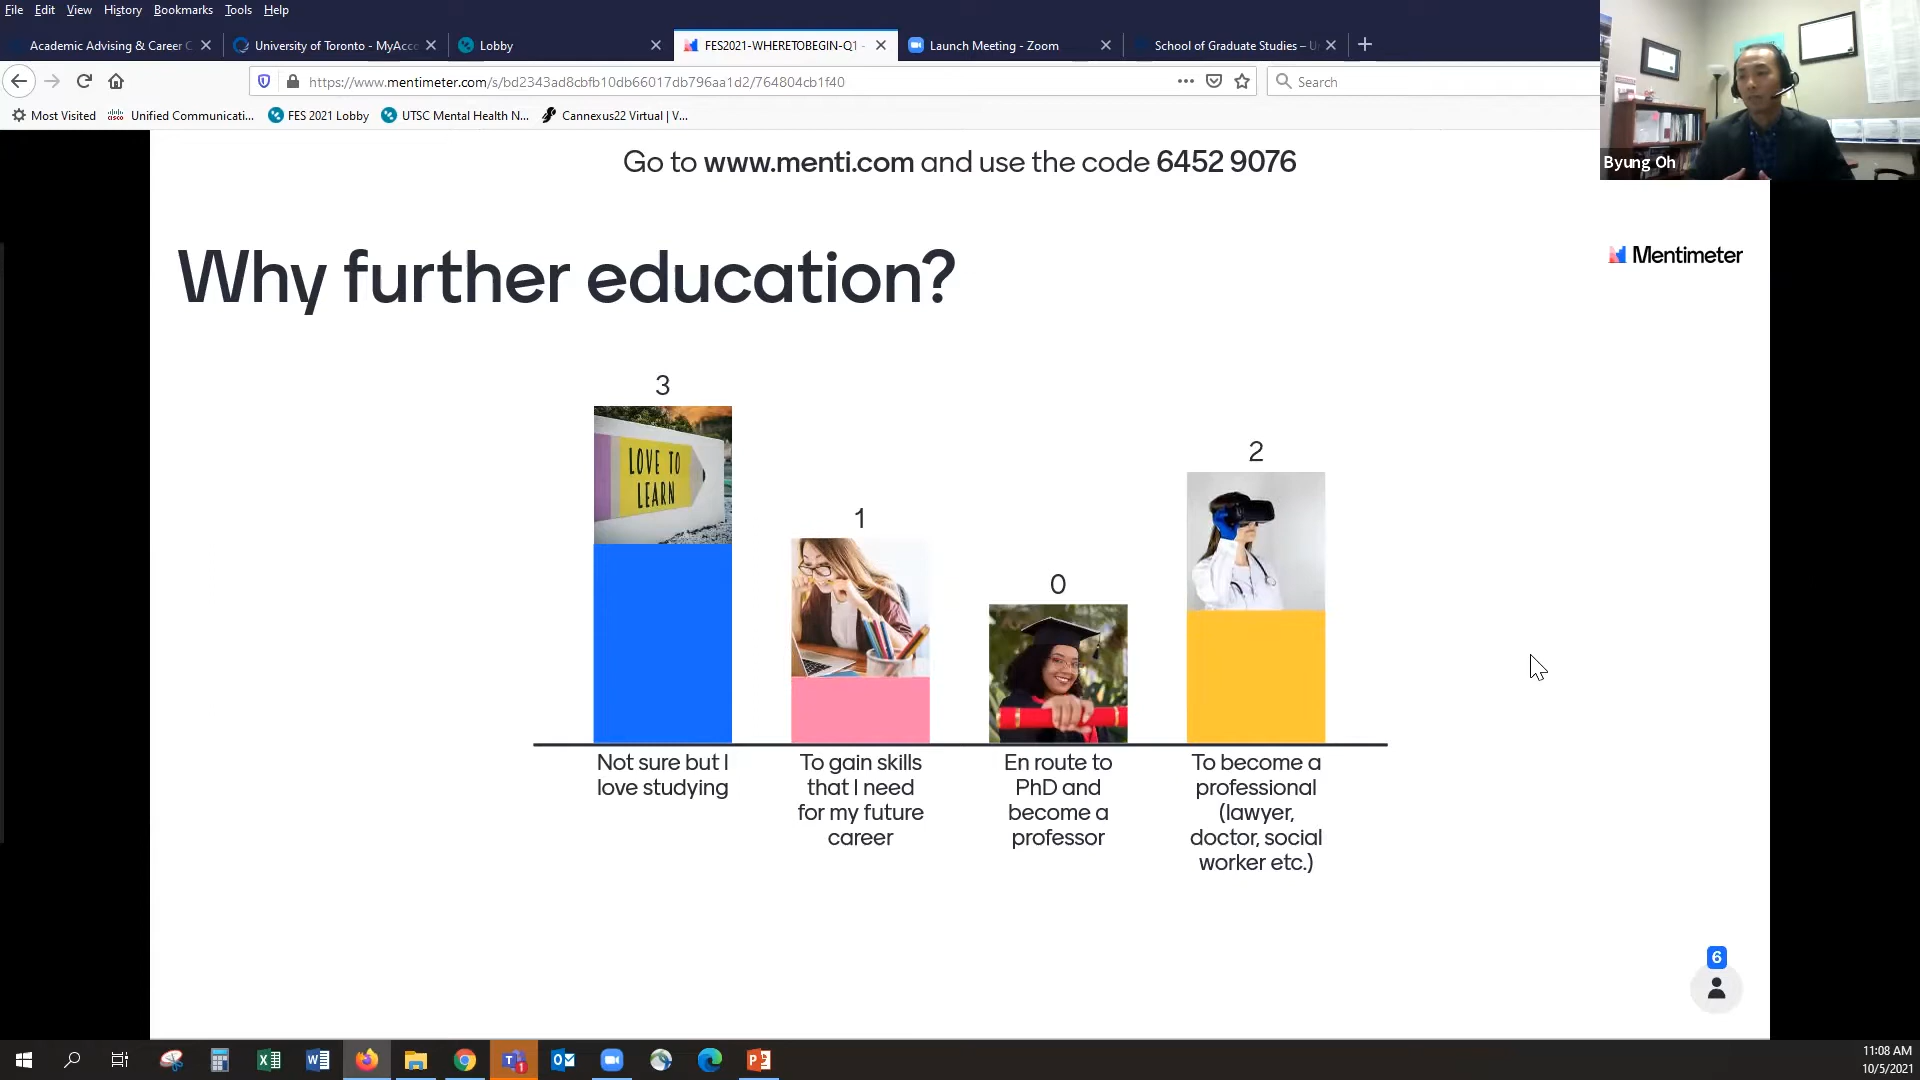 File Edit View History Bookmarks Tools Help
Academic Advising & Career C
University of Toronto - MyAcco
Lobby
FES2021-WHERETOBEGIN-Q1 -
Launch Meeting - Zoom
School of Graduate Studies – U
https://www.mentimeter.com/s/bd2343ad8cbfb10db66017db796aa1d2/764804cb1f40
Search
Most Visited
Unified Communicati...
FES 2021 Lobby
UTSC Mental Health N...
Cannexus22 Virtual | V...
Byung Oh
Go to www.menti.com and use the code 6452 9076
Why further education?
Mentimeter
3
LOVE TO
LEARN
1
0
2
Not sure but I
love studying
To gain skills
that I need
for my future
career
En route to
PhD and
become a
professor
To become a
professional
(lawyer,
doctor, social
worker etc.)
6
11:08 AM
10/5/2021